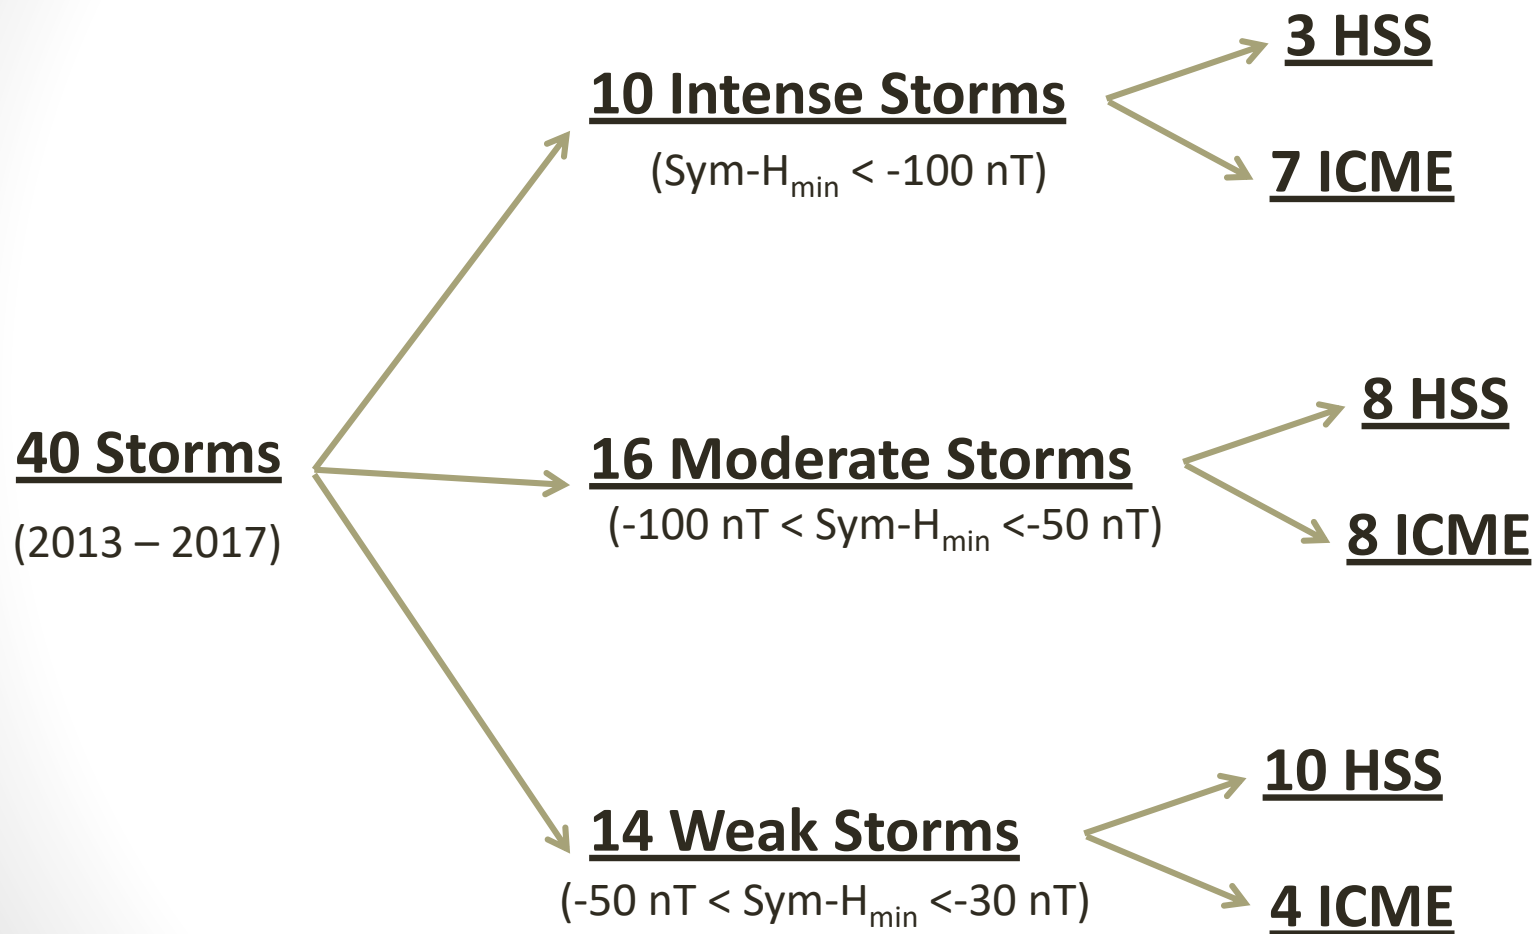 40 Storms
(2013 – 2017)
10 Intense Storms
(Sym-Hmin < -100 nT)
3 HSS
7 ICME
16 Moderate Storms
(-100 nT < Sym-Hmin <-50 nT)
8 HSS
8 ICME
14 Weak Storms
(-50 nT < Sym-Hmin <-30 nT)
10 HSS
4 ICME